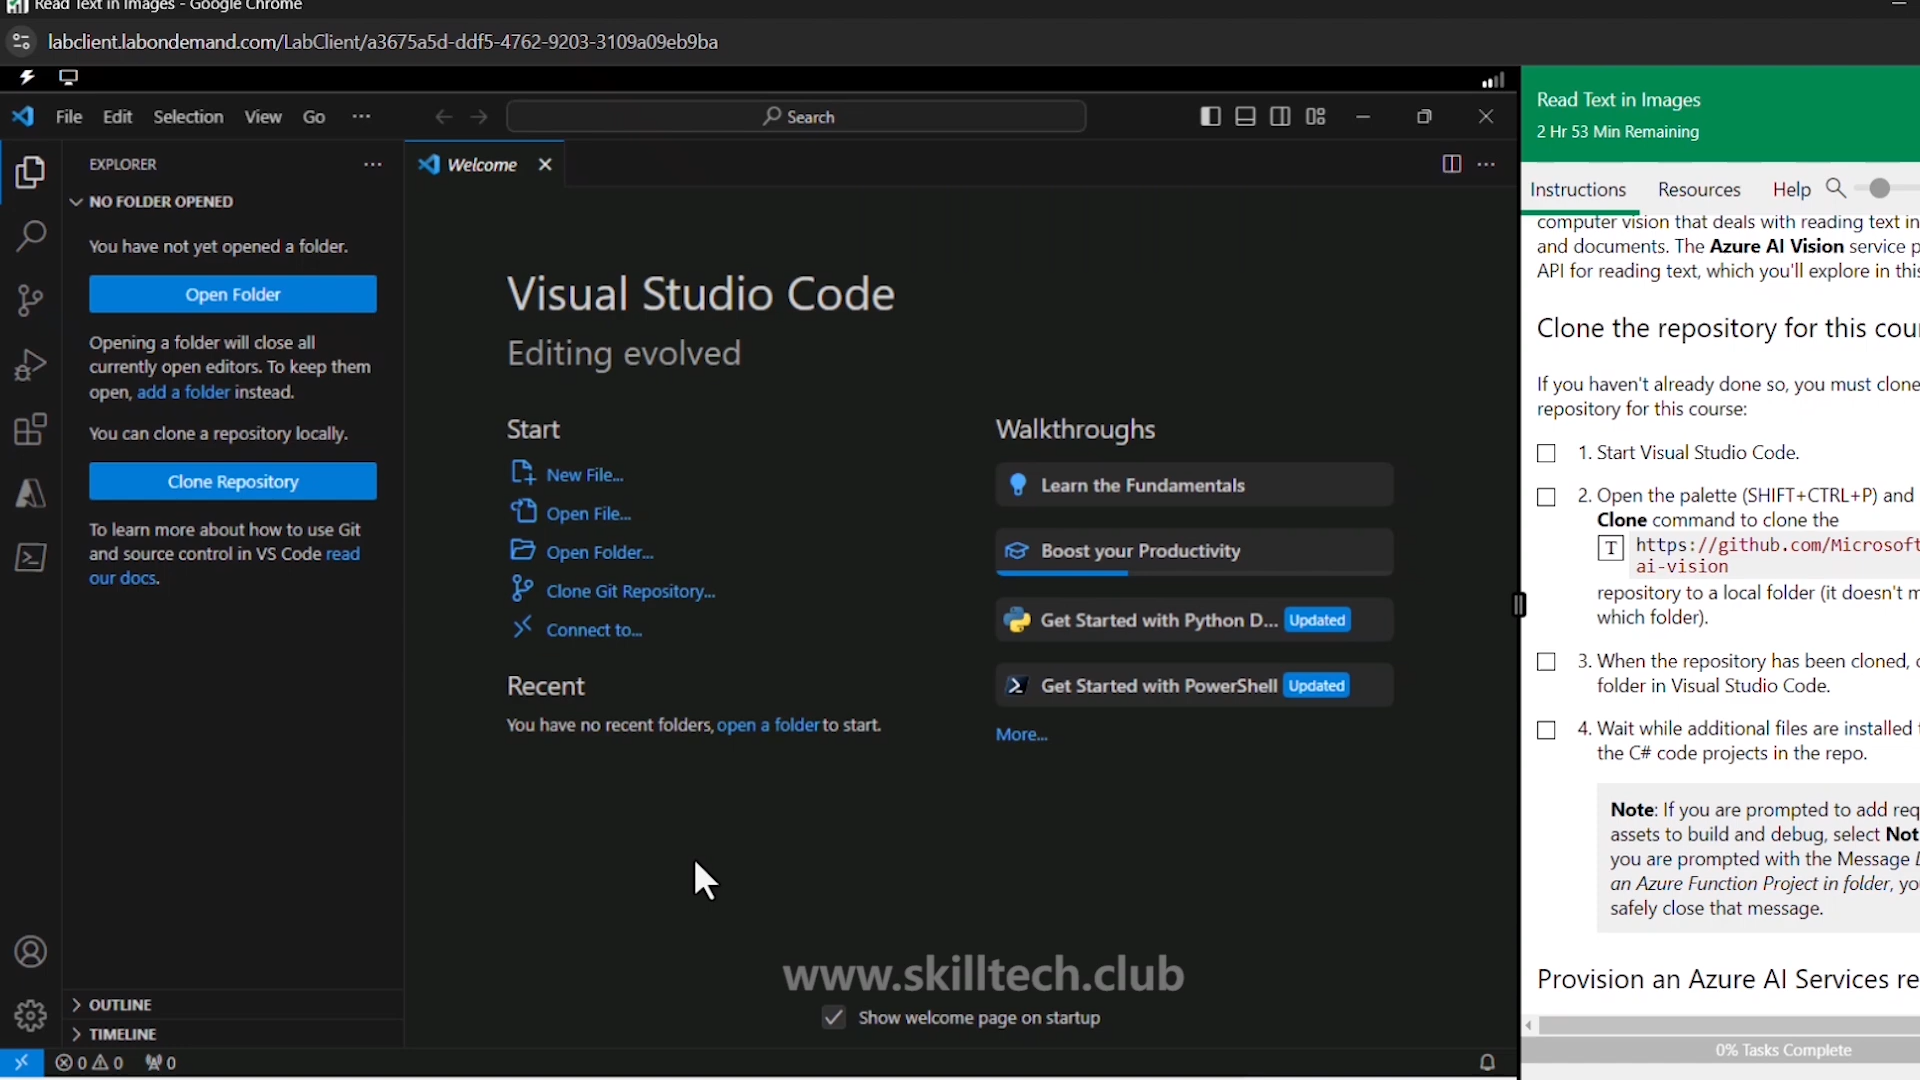 Read Text in Images - Google Chrome
labclient.labondemand.com/LabClient/a3675a5d-ddf5-4762-9203-3109a09eb9ba
File Edit Selection View Go ···
Search
EXPLORER ···
NO FOLDER OPENED
You have not yet opened a folder.
Open Folder
Opening a folder will close all
currently open editors. To keep them
open, add a folder instead.
You can clone a repository locally.
Clone Repository
To learn more about how to use Git
and source control in VS Code read
our docs.
OUTLINE
TIMELINE
0 0 0
Welcome
Visual Studio Code
Editing evolved
Start
New File...
Open File...
Open Folder...
Clone Git Repository...
Connect to...
Recent
You have no recent folders, open a folder to start.
Walkthroughs
Learn the Fundamentals
Boost your Productivity
Get Started with Python D... Updated
Get Started with PowerShell Updated
More...
www.skilltech.club
Show welcome page on startup
Read Text in Images
2 Hr 53 Min Remaining
Instructions Resources Help
computer vision that deals with reading text in
and documents. The Azure AI Vision service
API for reading text, which you'll explore in
Clone the repository for this
If you haven't already done so, you must clone
repository for this course:
1. Start Visual Studio Code.
2. Open the palette (SHIFT+CTRL+P) and
Clone command to clone the
T https://github.com/Microsoft
ai-vision
repository to a local folder (it doesn't
which folder).
3. When the repository has been cloned,
folder in Visual Studio Code.
4. Wait while additional files are installed
the C# code projects in the repo.
Note: If you are prompted to add
assets to build and debug, select
you are prompted with the Message
an Azure Function Project in folder,
safely close that message.
Provision an Azure AI Services
0% Tasks Complete